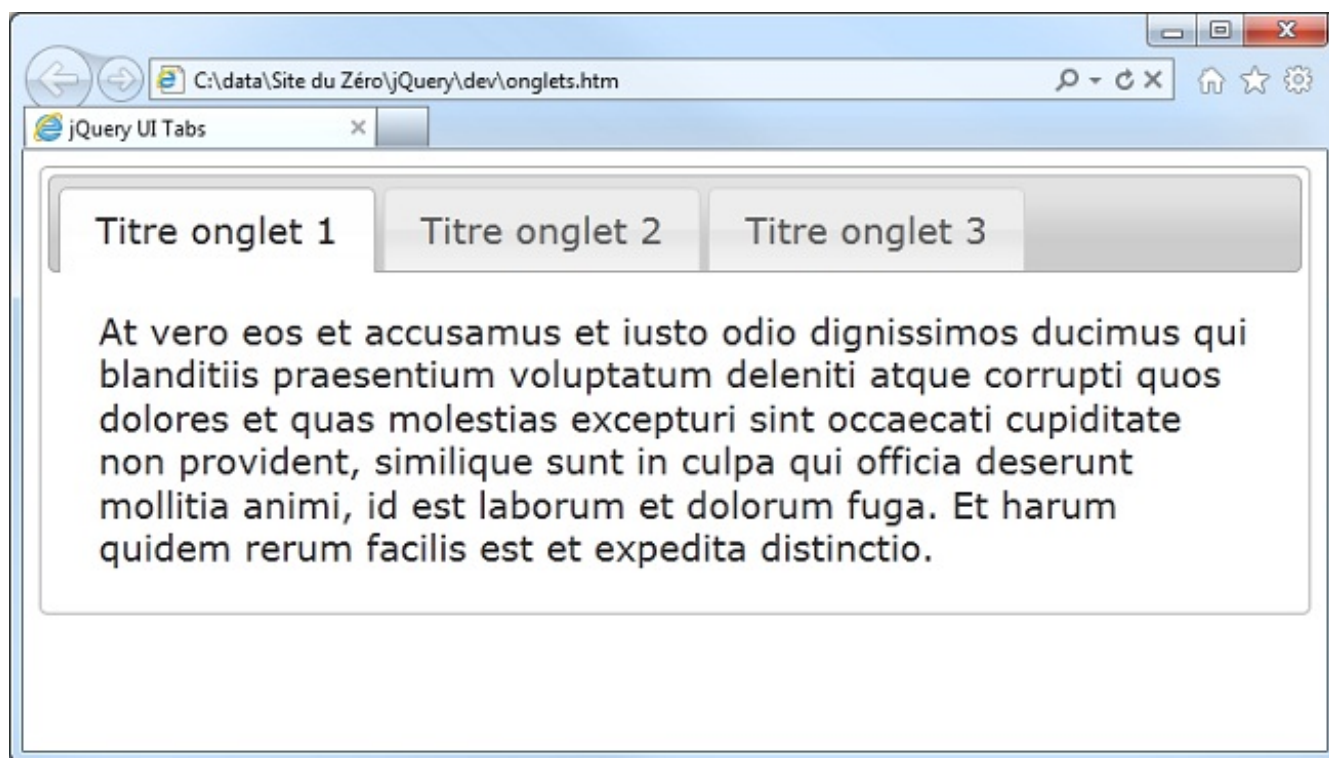 C:\data\Site du Zéro\jQuery\dev\onglets.htm
jQuery UI Tabs
Titre onglet 1 Titre onglet 2 Titre onglet 3
At vero eos et accusamus et iusto odio dignissimos ducimus qui
blanditiis praesentium voluptatum deleniti atque corrupti quos
dolores et quas molestias excepturi sint occaecati cupiditate
non provident, similique sunt in culpa qui officia deserunt
mollitia animi, id est laborum et dolorum fuga. Et harum
quidem rerum facilis est et expedita distinctio.